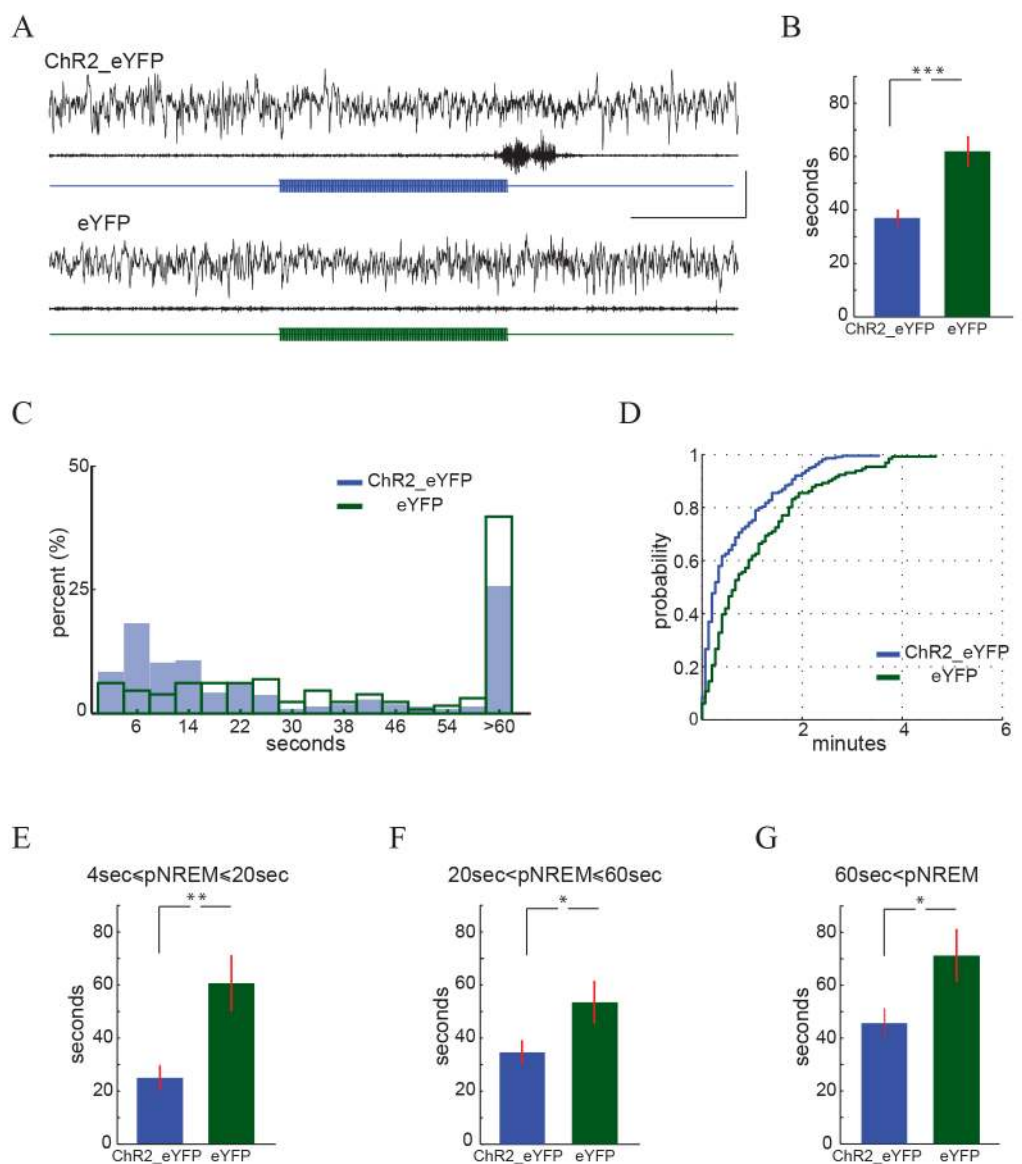 A
ChR2_eYFP
eYFP
B
***
80
60
40
20
0
seconds
ChR2_eYFP eYFP
C
50
25
0
percent (%)
ChR2_eYFP
eYFP
6 14 22 30 38 46 54 >60
seconds
D
1
0.8
0.6
0.4
0.2
0
probability
ChR2_eYFP
eYFP
2 4 6
minutes
E
4sec≤pNREM≤20sec
**
80
60
40
20
0
seconds
ChR2_eYFP eYFP
F
20sec<pNREM≤60sec
*
80
60
40
20
0
seconds
ChR2_eYFP eYFP
G
60sec<pNREM
*
80
60
40
20
0
seconds
ChR2_eYFP eYFP